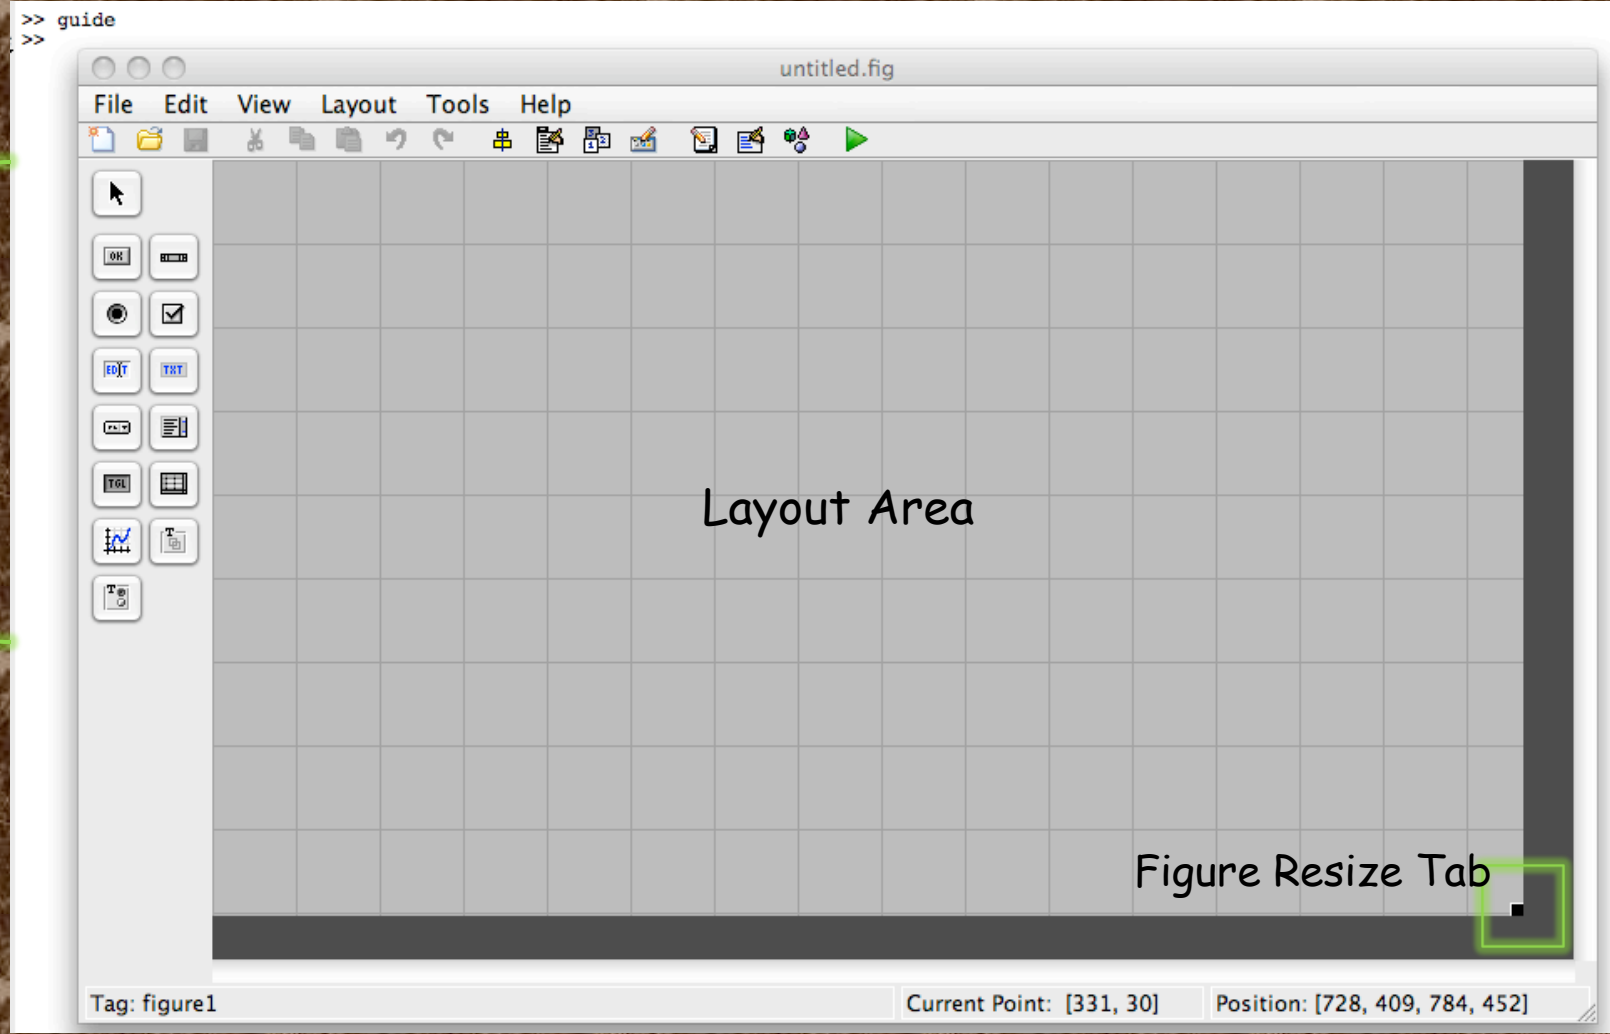 >> guide
>>
untitled.fig
File Edit View Layout Tools Help
OK
EDIT TXT
TGL
Layout Area
Figure Resize Tab
Tag: figure1 Current Point: [331, 30] Position: [728, 409, 784, 452]